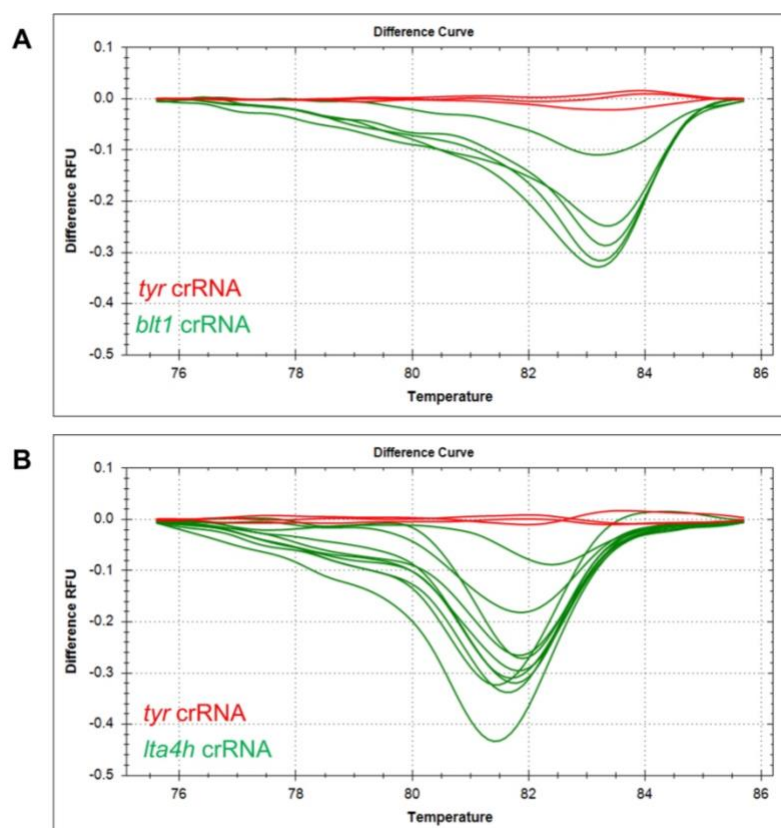 A
Difference Curve
0.1
0.0
-0.1
-0.2
-0.3
-0.4
-0.5
Difference RFU
tyr crRNA
blt1 crRNA
76 78 80 82 84 86
Temperature
B
Difference Curve
0.1
0.0
-0.1
-0.2
-0.3
-0.4
-0.5
Difference RFU
tyr crRNA
lta4h crRNA
76 78 80 82 84 86
Temperature